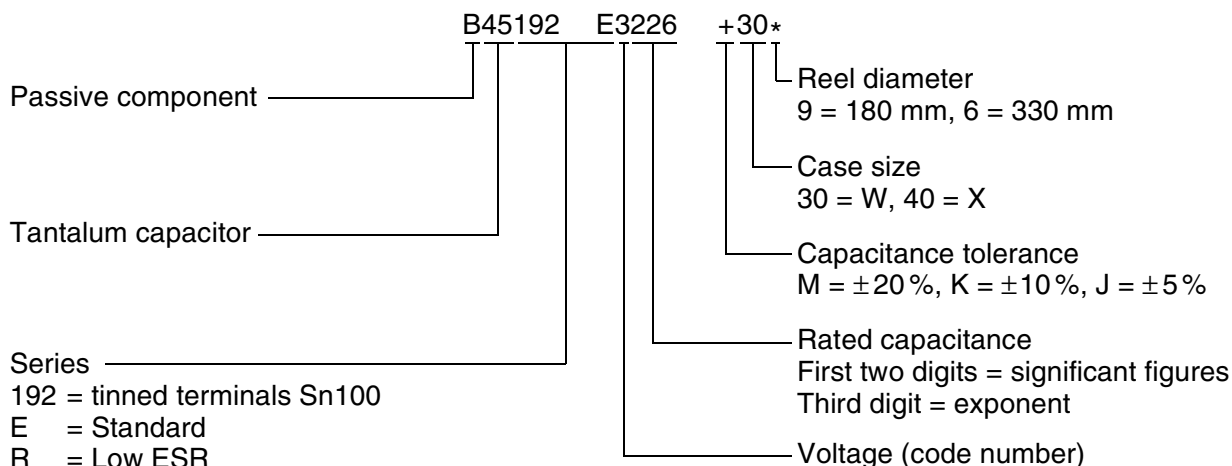 B45192 E3226 +30*
Passive component
Tantalum capacitor
Series
192 = tinned terminals Sn100
E = Standard
R = Low ESR
Reel diameter
9 = 180 mm, 6 = 330 mm
Case size
30 = W, 40 = X
Capacitance tolerance
M = ±20%, K = ±10%, J = ±5%
Rated capacitance
First two digits = significant figures
Third digit = exponent
Voltage (code number)